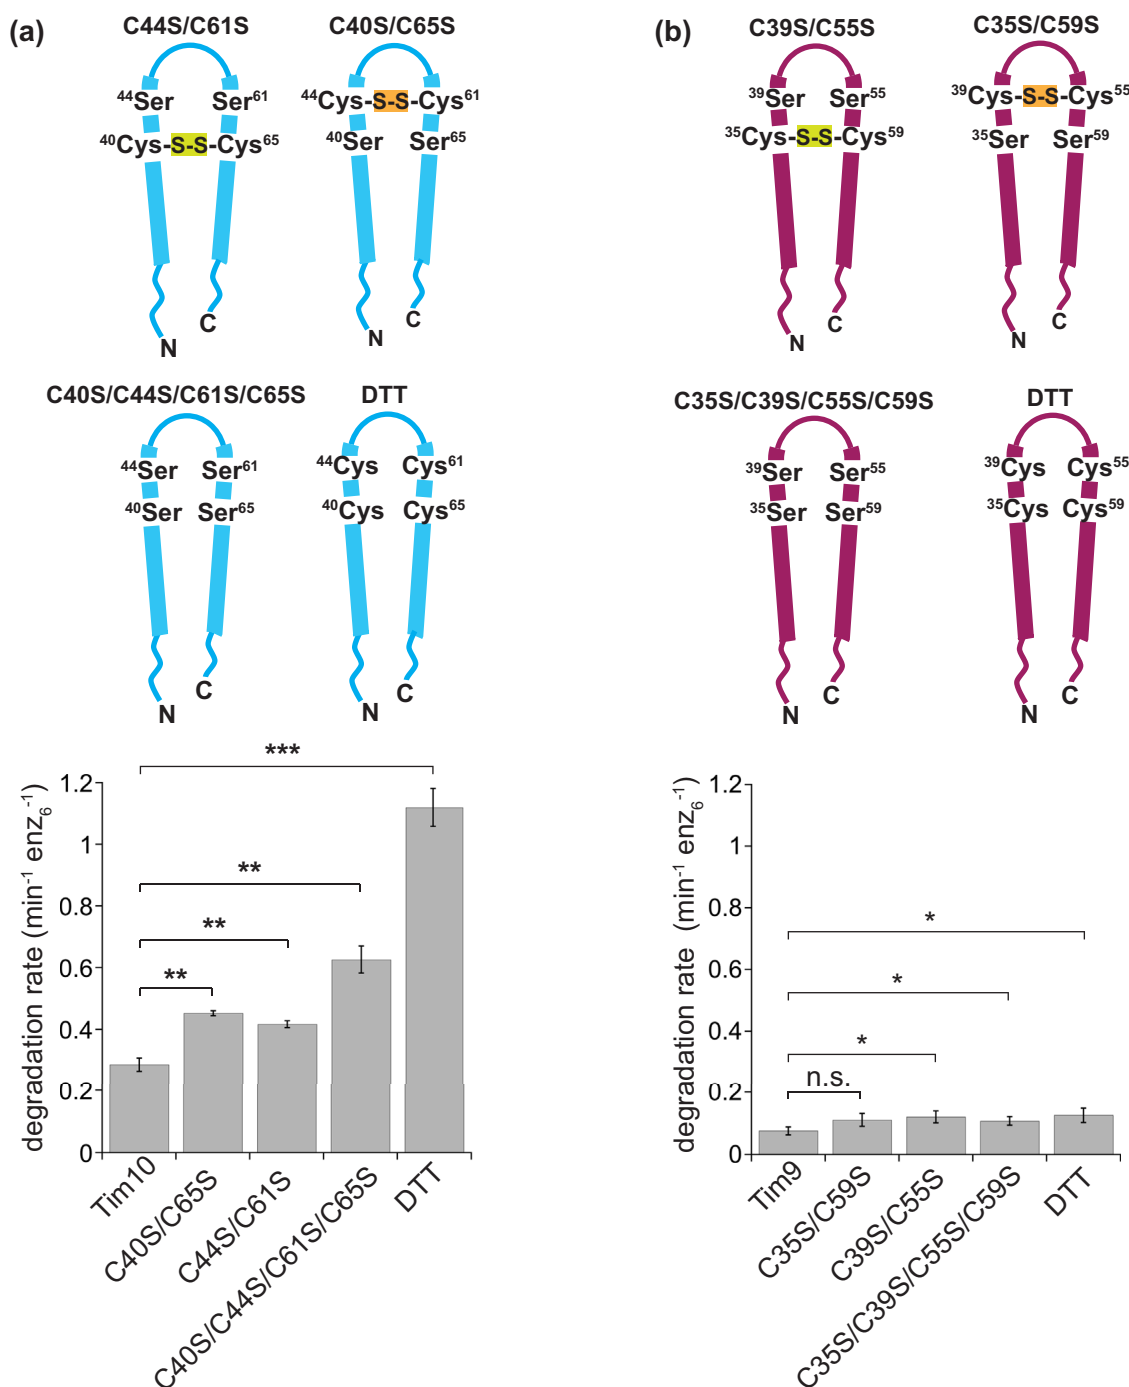 (a)
C44S/C61S
C40S/C65S
⁴⁴Ser
Ser⁶¹
⁴⁰Cys-S-S-Cys⁶⁵
N
C
⁴⁴Cys-S-S-Cys⁶¹
⁴⁰Ser
Ser⁶⁵
N
C
C40S/C44S/C61S/C65S
DTT
⁴⁴Ser
Ser⁶¹
⁴⁰Ser
Ser⁶⁵
N
C
⁴⁴Cys
Cys⁶¹
⁴⁰Cys
Cys⁶⁵
N
C
degradation rate (min⁻¹ enz₆⁻¹)
1.2
1
0.8
0.6
0.4
0.2
0
***
**
**
**
Tim10
C40S/C65S
C44S/C61S
C40S/C44S/C61S/C65S
DTT
(b)
C39S/C55S
C35S/C59S
³⁹Ser
Ser⁵⁵
³⁵Cys-S-S-Cys⁵⁹
N
C
³⁹Cys-S-S-Cys⁵⁵
³⁵Ser
Ser⁵⁹
N
C
C35S/C39S/C55S/C59S
DTT
³⁹Ser
Ser⁵⁵
³⁵Ser
Ser⁵⁹
N
C
³⁹Cys
Cys⁵⁵
³⁵Cys
Cys⁵⁹
N
C
degradation rate (min⁻¹ enz₆⁻¹)
1.2
1
0.8
0.6
0.4
0.2
0
*
*
*
n.s.
Tim9
C35S/C59S
C39S/C55S
C35S/C39S/C55S/C59S
DTT